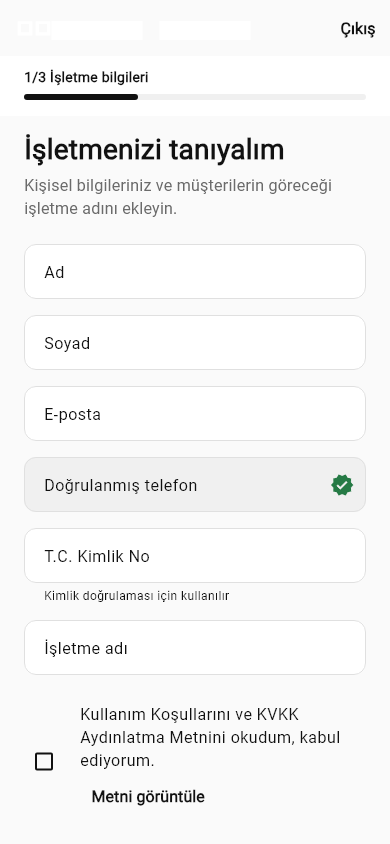 Çıkış
1/3 İşletme bilgileri
İşletmenizi tanıyalım
Kişisel bilgileriniz ve müşterilerin göreceği
işletme adını ekleyin.
Ad
Soyad
E-posta
Doğrulanmış telefon
T.C. Kimlik No
Kimlik doğrulaması için kullanılır
İşletme adı
Kullanım Koşullarını ve KVKK
Aydınlatma Metnini okudum, kabul
ediyorum.
Metni görüntüle